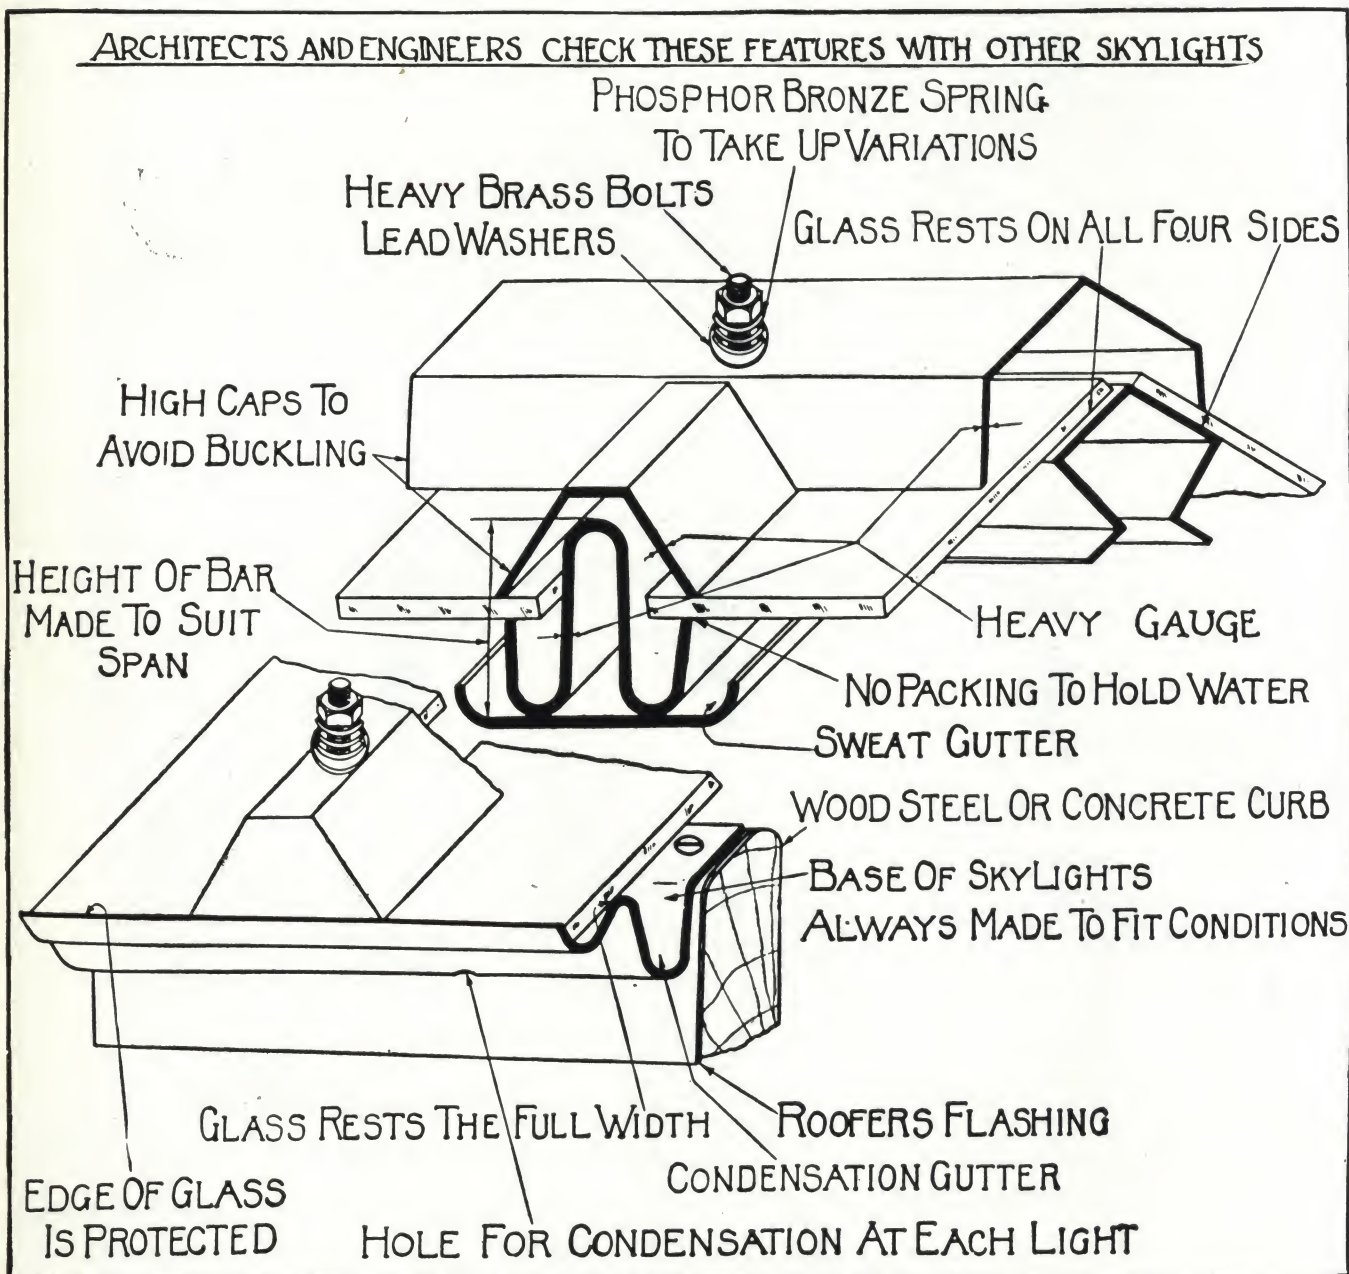 ARCHITECTS AND ENGINEERS CHECK THESE FEATURES WITH OTHER SKYLIGHTS
PHOSPHOR BRONZE SPRING
TO TAKE UP VARIATIONS
HEAVY BRASS BOLTS
LEAD WASHERS
GLASS RESTS ON ALL FOUR SIDES
HIGH CAPS TO
AVOID BUCKLING
HEIGHT OF BAR
MADE TO SUIT
SPAN
HEAVY GAUGE
NO PACKING TO HOLD WATER
SWEAT GUTTER
WOOD STEEL OR CONCRETE CURB
BASE OF SKYLIGHTS
ALWAYS MADE TO FIT CONDITIONS
GLASS RESTS THE FULL WIDTH
ROOFERS FLASHING
CONDENSATION GUTTER
EDGE OF GLASS
IS PROTECTED
HOLE FOR CONDENSATION AT EACH LIGHT